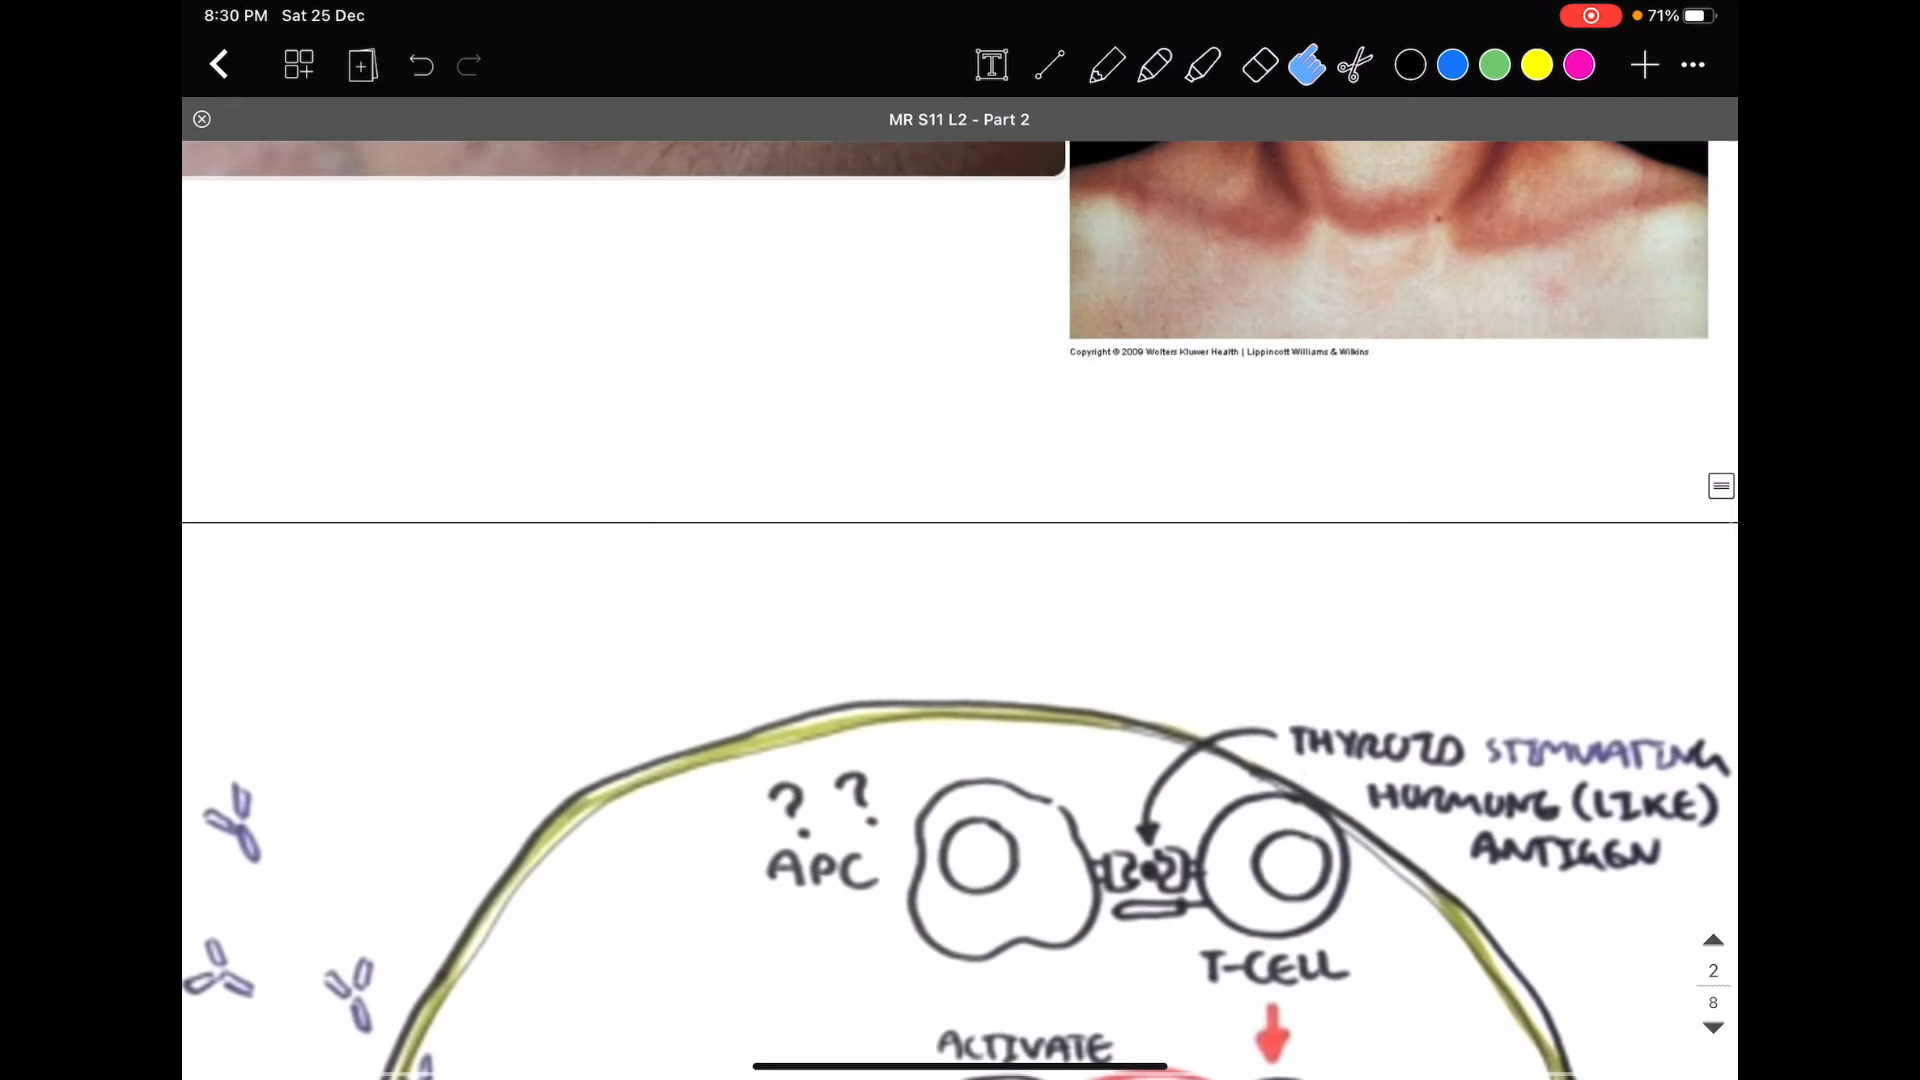 8:30 PM Sat 25 Dec
71%
T
MR S11 L2 - Part 2
Copyright © 2009 Wolters Kluwer Health | Lippincott Williams & Wilkins
THYROID STIMULATING
HORMONE (LIKE)
ANTIGEN
? ?
APC
T-CELL
2
8
ACTIVATE